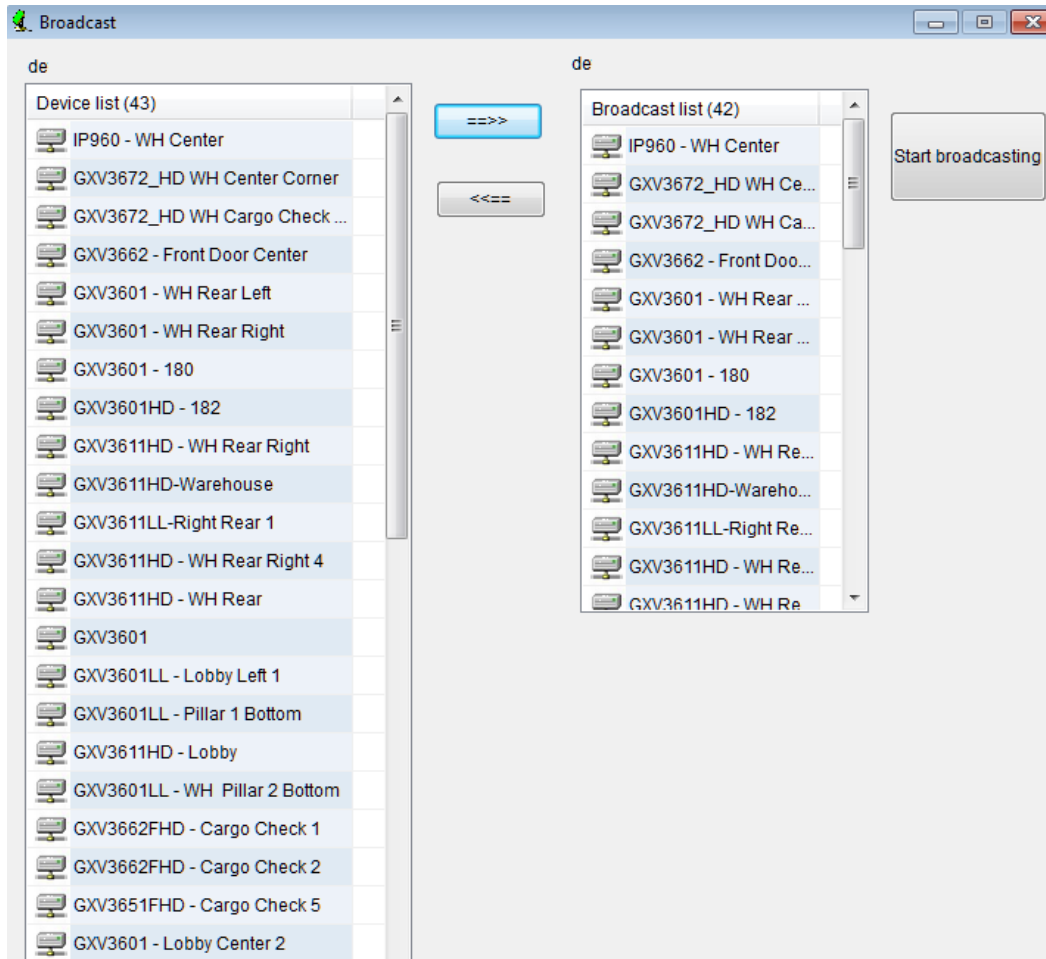 Broadcast
de
Device list (43)
IP960 - WH Center
GXV3672_HD WH Center Corner
GXV3672_HD WH Cargo Check ...
GXV3662 - Front Door Center
GXV3601 - WH Rear Left
GXV3601 - WH Rear Right
GXV3601 - 180
GXV3601HD - 182
GXV3611HD - WH Rear Right
GXV3611HD-Warehouse
GXV3611LL-Right Rear 1
GXV3611HD - WH Rear Right 4
GXV3611HD - WH Rear
GXV3601
GXV3601LL - Lobby Left 1
GXV3601LL - Pillar 1 Bottom
GXV3611HD - Lobby
GXV3601LL - WH  Pillar 2 Bottom
GXV3662FHD - Cargo Check 1
GXV3662FHD - Cargo Check 2
GXV3651FHD - Cargo Check 5
GXV3601 - Lobby Center 2
==>>
<<==
de
Broadcast list (42)
IP960 - WH Center
GXV3672_HD WH Ce...
GXV3672_HD WH Ca...
GXV3662 - Front Doo...
GXV3601 - WH Rear ...
GXV3601 - WH Rear ...
GXV3601 - 180
GXV3601HD - 182
GXV3611HD - WH Re...
GXV3611HD-Wareho...
GXV3611LL-Right Re...
GXV3611HD - WH Re...
GXV3611HD - WH Re
Start broadcasting